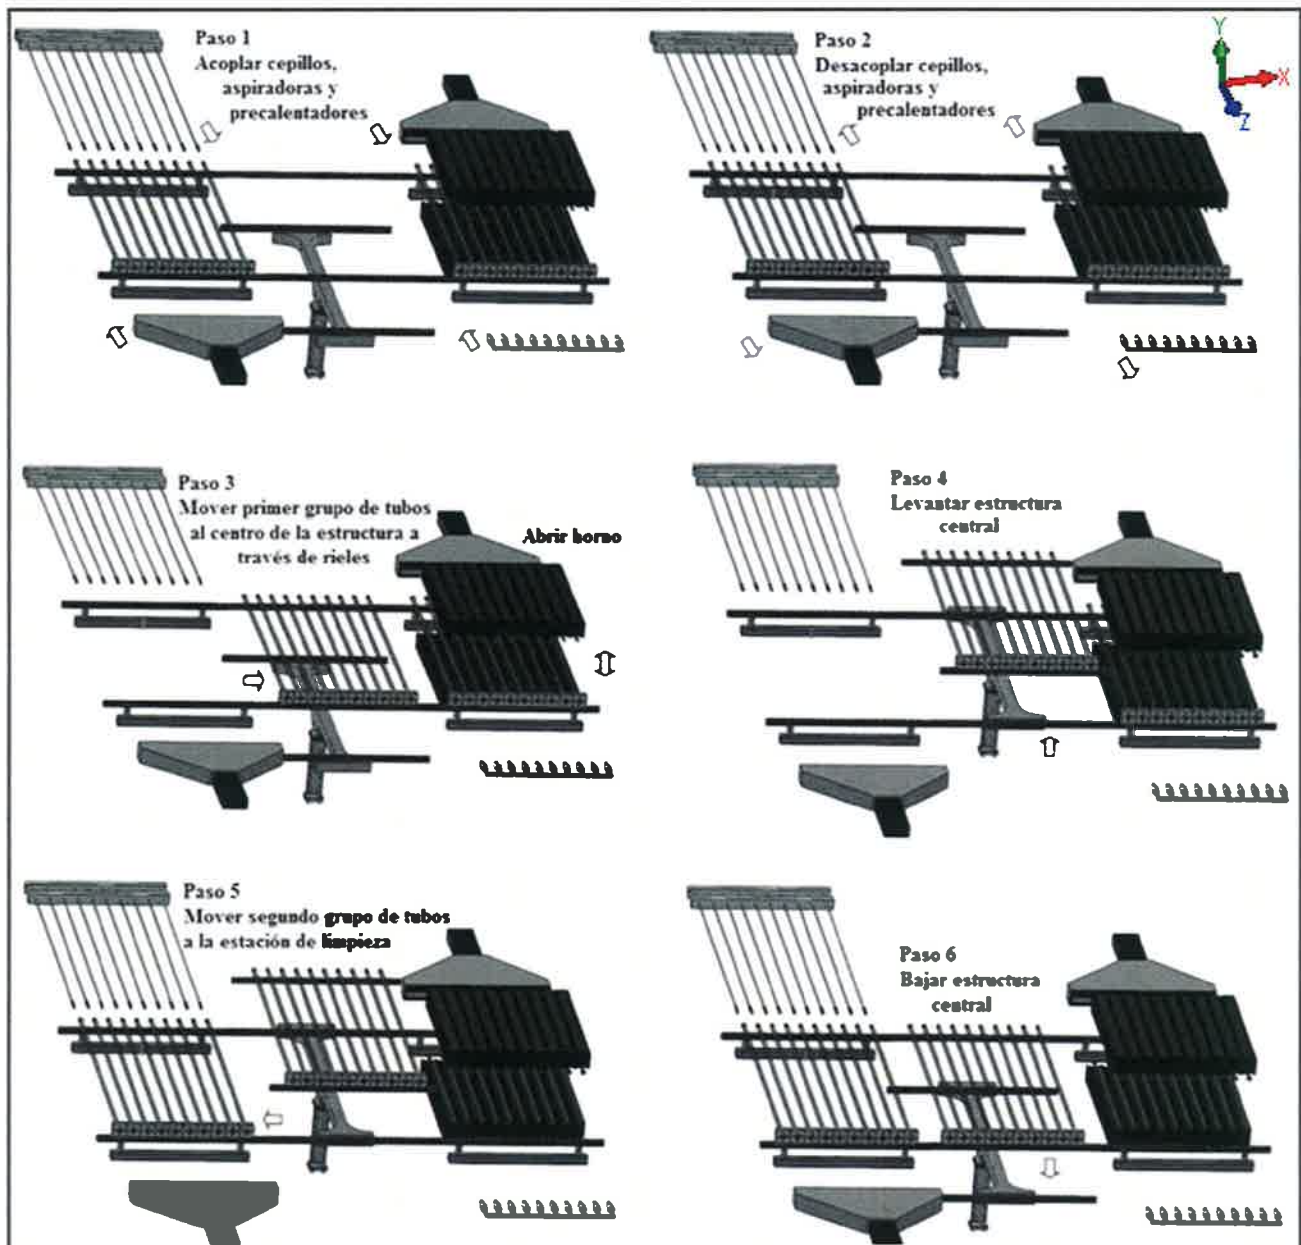 Paso 1
Acoplar cepillos,
aspiradoras y
precalentadores
Paso 2
Desacoplar cepillos,
aspiradoras y
precalentadores
Y
X
Z
Paso 3
Mover primer grupo de tubos
al centro de la estructura a
través de rieles
Abrir horno
Paso 4
Levantar estructura
central
Paso 5
Mover segundo grupo de tubos
a la estación de limpieza
Paso 6
Bajar estructura
central